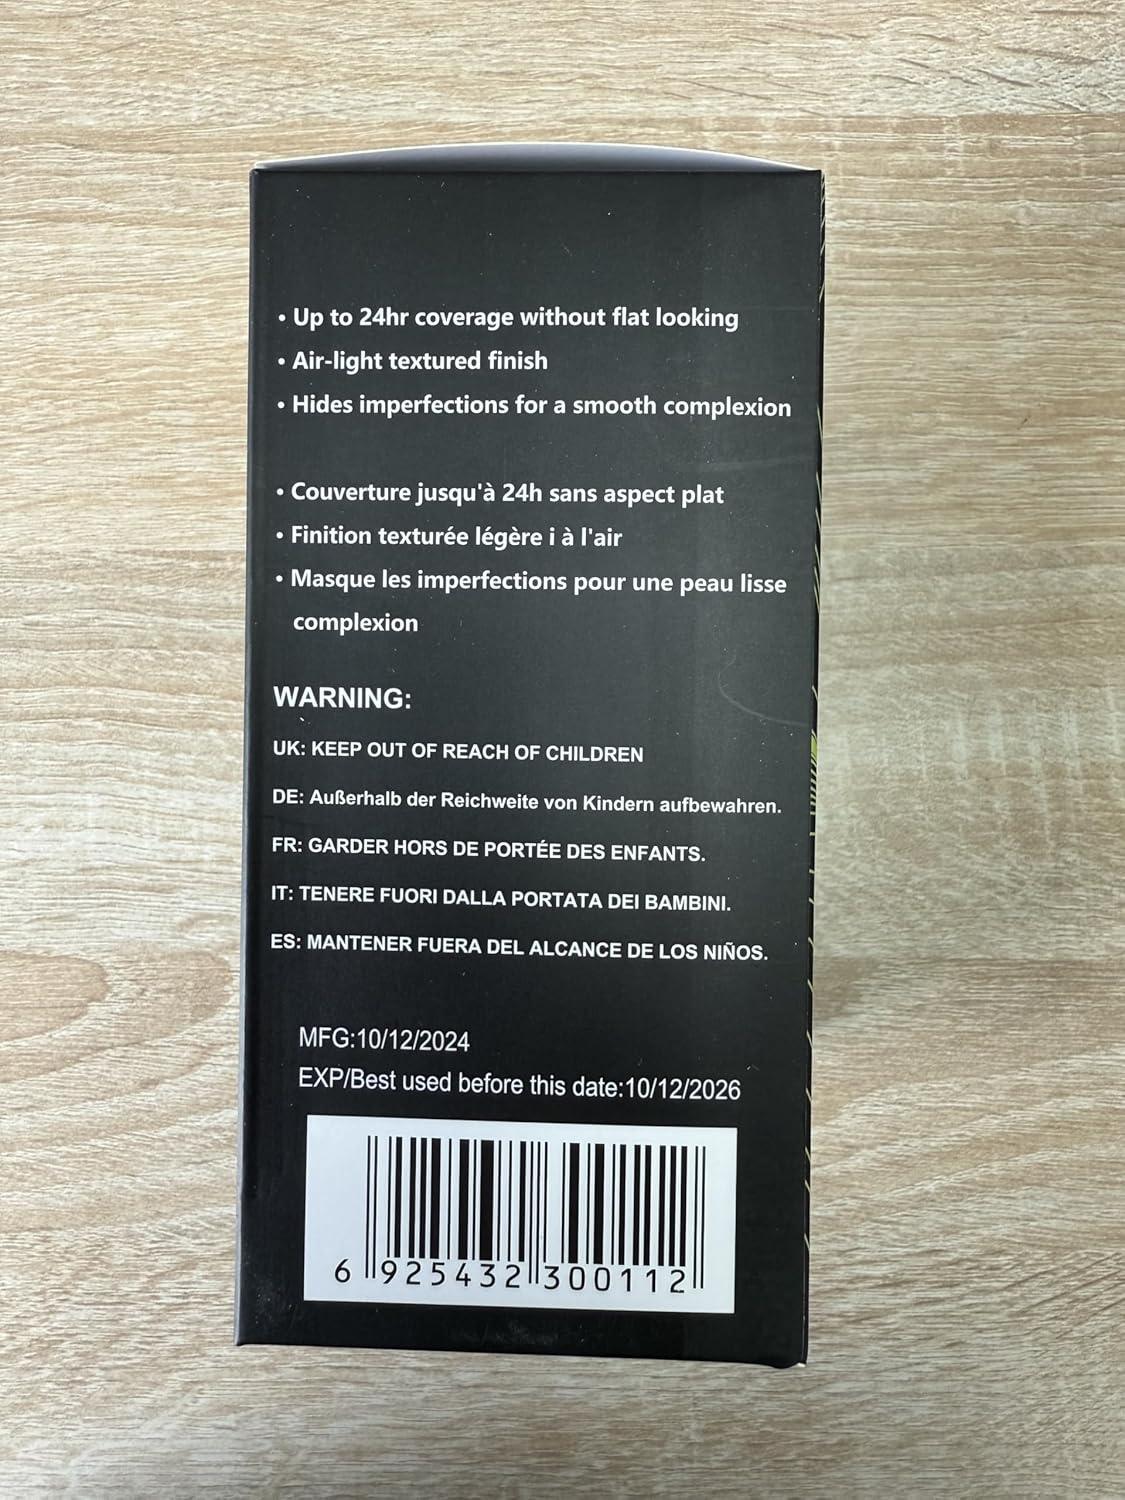 • Up to 24hr coverage without flat looking
• Air-light textured finish
• Hides imperfections for a smooth complexion
• Couverture jusqu'à 24h sans aspect plat
• Finition texturée légère i à l'air
• Masque les imperfections pour une peau lisse
complexion
WARNING:
UK: KEEP OUT OF REACH OF CHILDREN
DE: Außerhalb der Reichweite von Kindern aufbewahren.
FR: GARDER HORS DE PORTÉE DES ENFANTS.
IT: TENERE FUORI DALLA PORTATA DEI BAMBINI.
ES: MANTENER FUERA DEL ALCANCE DE LOS NIÑOS.
MFG:10/12/2024
EXP/Best used before this date:10/12/2026
6 925432 300112